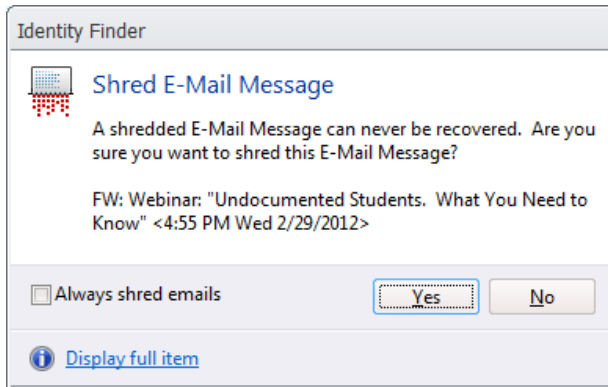 Identity Finder
Shred E-Mail Message
A shredded E-Mail Message can never be recovered.  Are you
sure you want to shred this E-Mail Message?
FW: Webinar: "Undocumented Students.  What You Need to
Know" <4:55 PM Wed 2/29/2012>
Always shred emails
Yes
No
Display full item